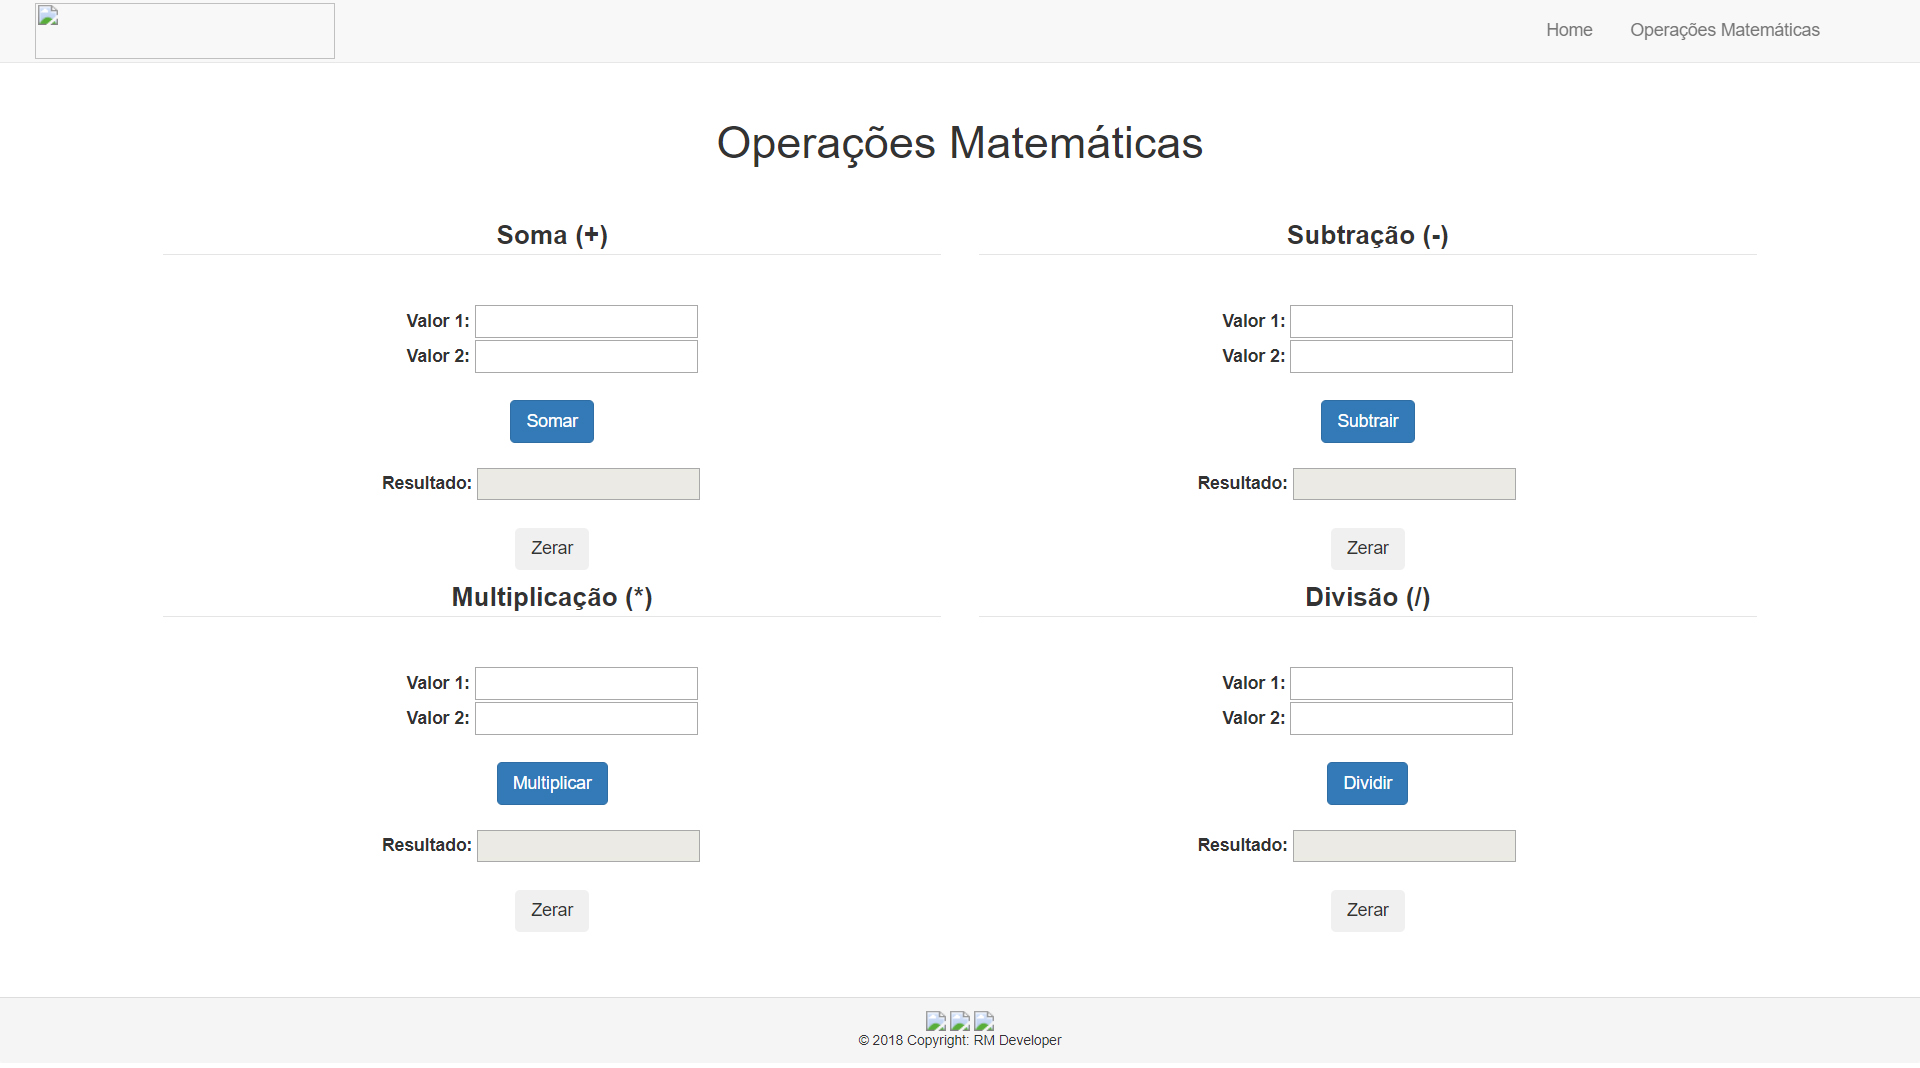 Home Operações Matemáticas
Operações Matemáticas
Soma (+)
Valor 1:
Valor 2:
Somar
Resultado:
Zerar
Subtração (-)
Valor 1:
Valor 2:
Subtrair
Resultado:
Zerar
Multiplicação (*)
Valor 1:
Valor 2:
Multiplicar
Resultado:
Zerar
Divisão (/)
Valor 1:
Valor 2:
Dividir
Resultado:
Zerar
© 2018 Copyright: RM Developer